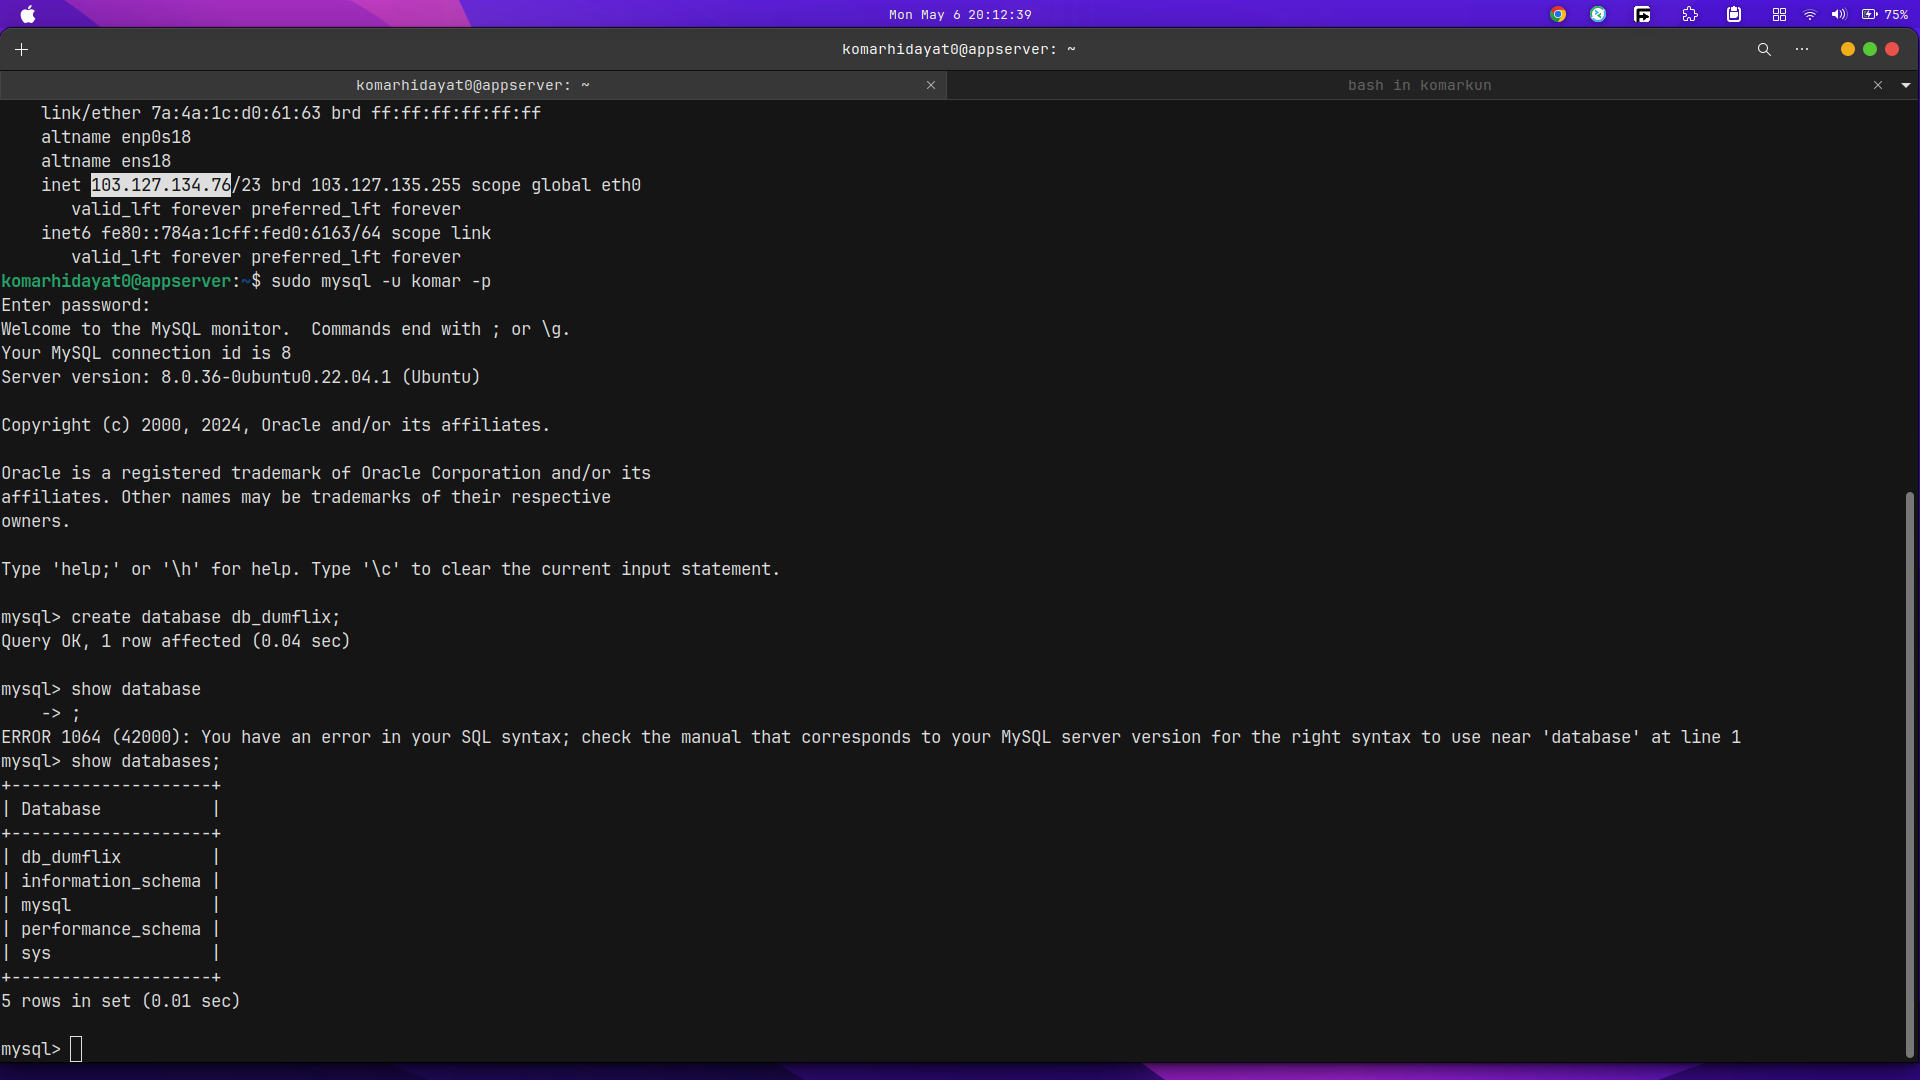 Mon May 6 20:12:39
75%
komarhidayat0@appserver: ~
komarhidayat0@appserver: ~
bash in komarkun
    link/ether 7a:4a:1c:d0:61:63 brd ff:ff:ff:ff:ff:ff
    altname enp0s18
    altname ens18
    inet 103.127.134.76/23 brd 103.127.135.255 scope global eth0
       valid_lft forever preferred_lft forever
    inet6 fe80::784a:1cff:fed0:6163/64 scope link
       valid_lft forever preferred_lft forever
komarhidayat0@appserver:~$ sudo mysql -u komar -p
Enter password:
Welcome to the MySQL monitor.  Commands end with ; or \g.
Your MySQL connection id is 8
Server version: 8.0.36-0ubuntu0.22.04.1 (Ubuntu)

Copyright (c) 2000, 2024, Oracle and/or its affiliates.

Oracle is a registered trademark of Oracle Corporation and/or its
affiliates. Other names may be trademarks of their respective
owners.

Type 'help;' or '\h' for help. Type '\c' to clear the current input statement.

mysql> create database db_dumflix;
Query OK, 1 row affected (0.04 sec)

mysql> show database
    -> ;
ERROR 1064 (42000): You have an error in your SQL syntax; check the manual that corresponds to your MySQL server version for the right syntax to use near 'database' at line 1
mysql> show databases;
+--------------------+
| Database           |
+--------------------+
| db_dumflix         |
| information_schema |
| mysql              |
| performance_schema |
| sys                |
+--------------------+
5 rows in set (0.01 sec)

mysql>